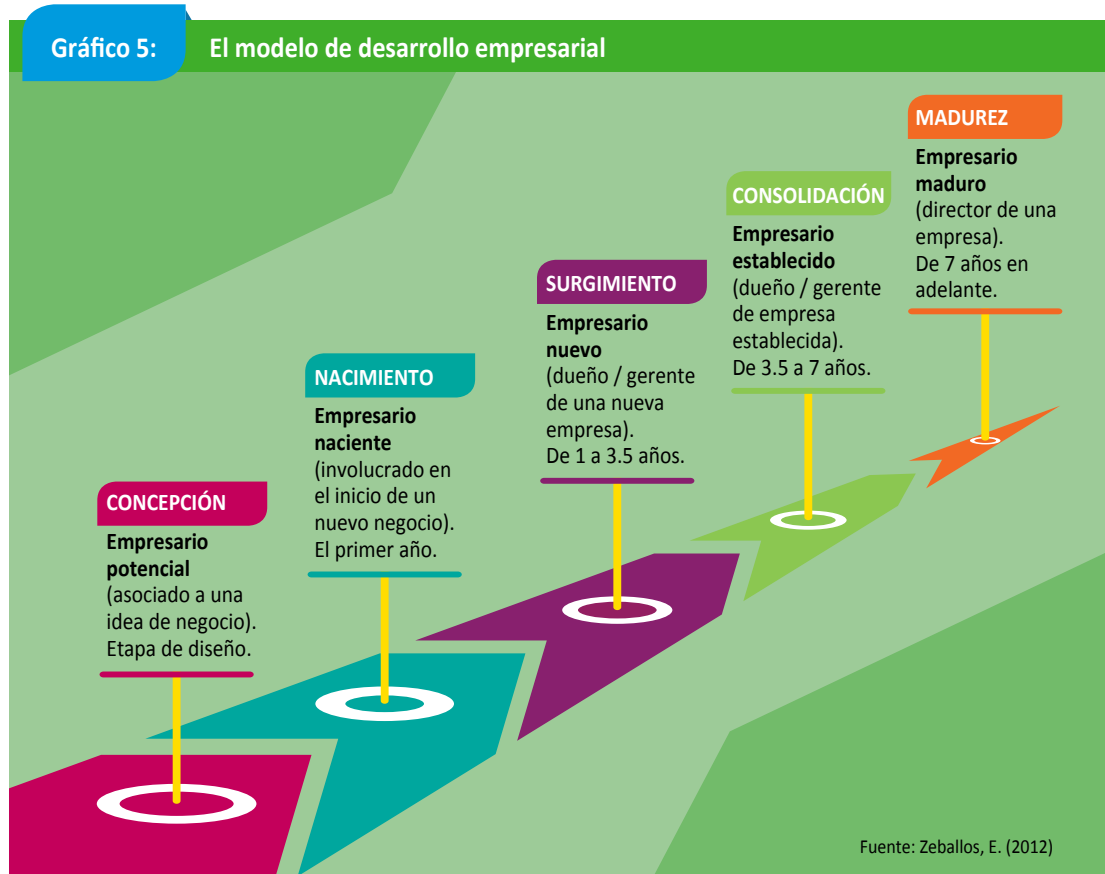 Gráfico 5:
El modelo de desarrollo empresarial
CONCEPCIÓN
Empresario
potencial
(asociado a una
idea de negocio).
Etapa de diseño.
NACIMIENTO
Empresario
naciente
(involucrado en
el inicio de un
nuevo negocio).
El primer año.
SURGIMIENTO
Empresario
nuevo
(dueño / gerente
de una nueva
empresa).
De 1 a 3.5 años.
CONSOLIDACIÓN
Empresario
establecido
(dueño / gerente
de empresa
establecida).
De 3.5 a 7 años.
MADUREZ
Empresario
maduro
(director de una
empresa).
De 7 años en
adelante.
Fuente: Zeballos, E. (2012)